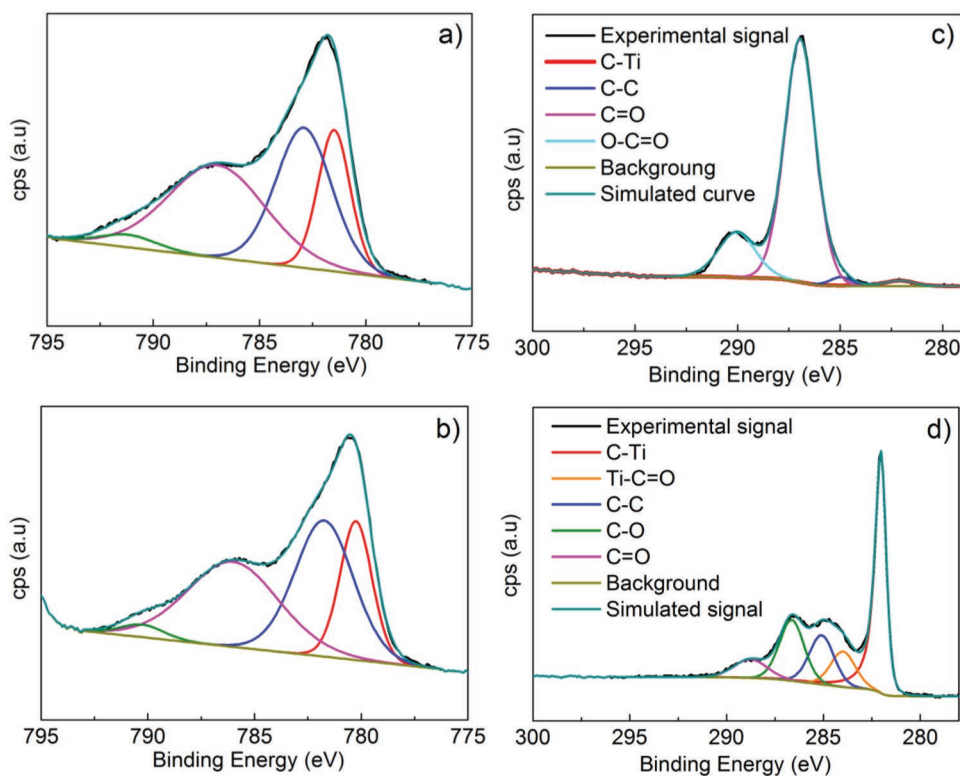 a)
cps (a.u)
795 790 785 780 775
Binding Energy (eV)
c)
Experimental signal
C-Ti
C-C
C=O
O-C=O
Backgroung
Simulated curve
cps (a.u)
300 295 290 285 280
Binding Energy (eV)
b)
cps (a.u)
795 790 785 780 775
Binding Energy (eV)
d)
Experimental signal
C-Ti
Ti-C=O
C-C
C-O
C=O
Background
Simulated signal
cps (a.u)
300 295 290 285 280
Binding Energy (eV)